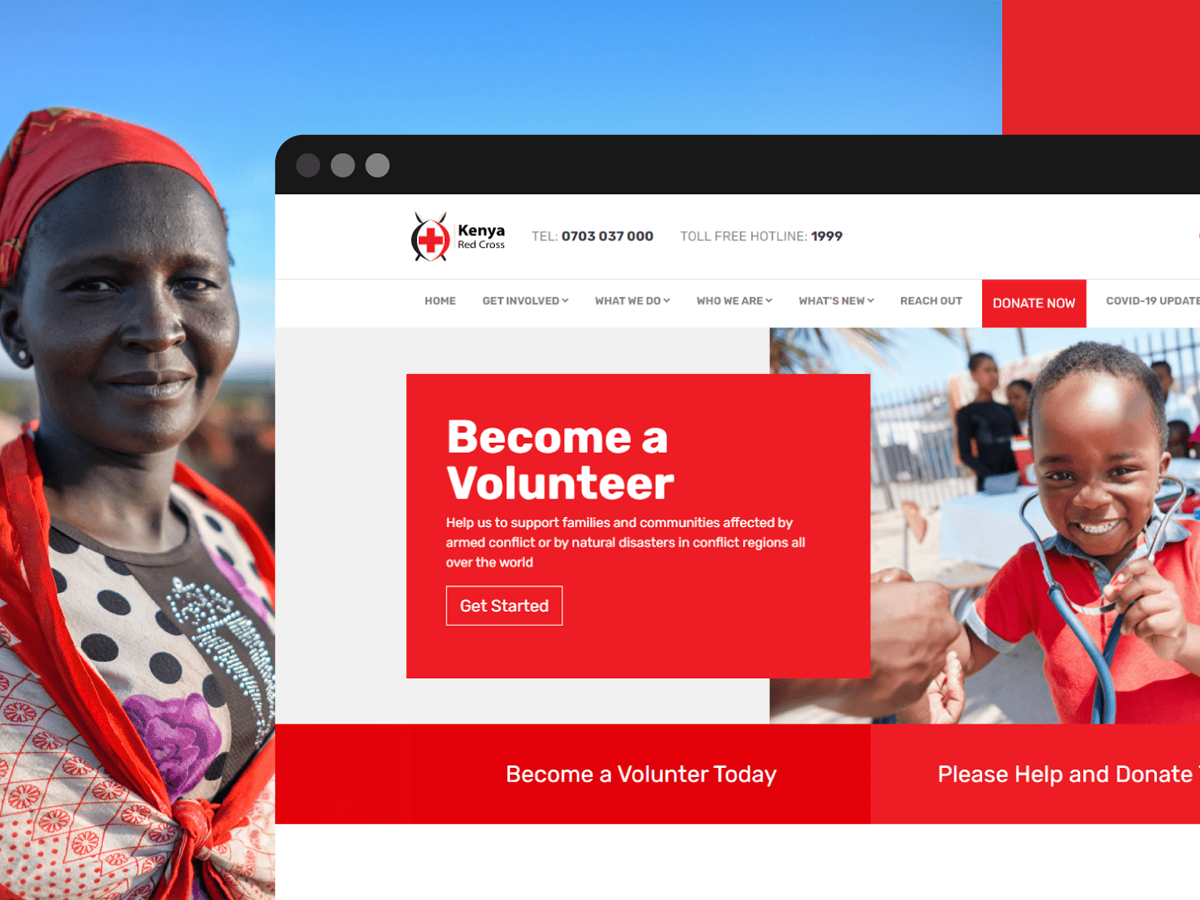 Kenya
Red Cross
TEL: 0703 037 000
TOLL FREE HOTLINE: 1999
HOME
GET INVOLVED
WHAT WE DO
WHO WE ARE
WHAT'S NEW
REACH OUT
DONATE NOW
COVID-19 UPDATE
Become a
Volunteer
Help us to support families and communities affected by
armed conflict or by natural disasters in conflict regions all
over the world
Get Started
Become a Volunter Today
Please Help and Donate